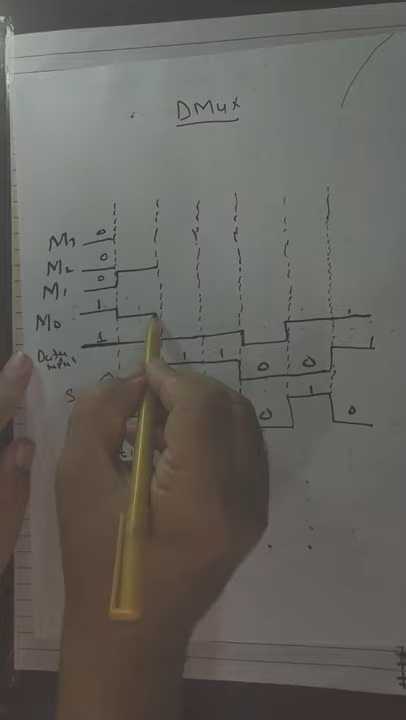 DMux
M3 0
M2 0
M1 0
M0 1
Data input 1 1 1 0 0
S 0 1 0